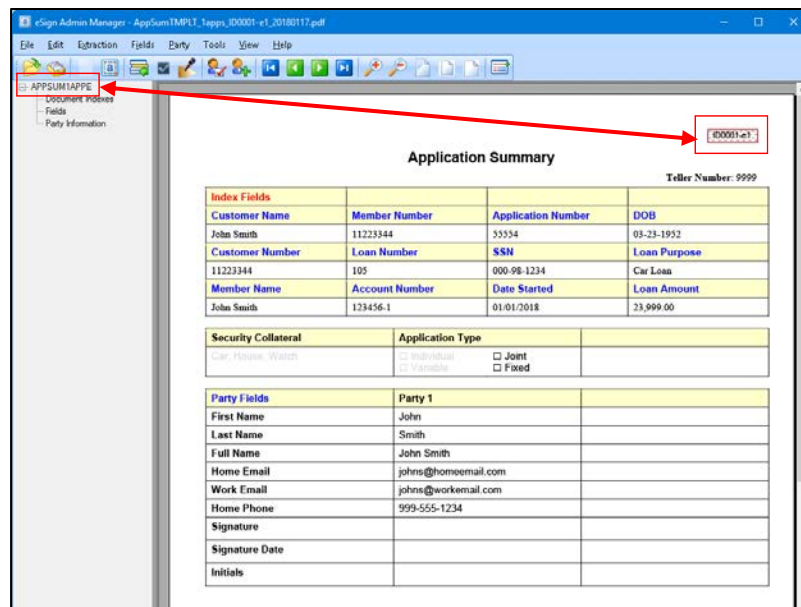 eSign Admin Manager - AppSumTMPLT_1apps_ID0001-e1_20180117.pdf
File Edit Extraction Fields Party Tools View Help
APPSUM1APPE
Document Indexes
Fields
Party Information
ID0001-e1
Application Summary
Teller Number: 9999
Index Fields
Customer Name Member Number Application Number DOB
John Smith 11223344 55554 03-23-1952
Customer Number Loan Number SSN Loan Purpose
11223344 105 000-98-1234 Car Loan
Member Name Account Number Date Started Loan Amount
John Smith 123456-1 01/01/2018 23,999.00
Security Collateral Application Type
Car, House, Watch ☐ Individual ☐ Joint
☐ Variable ☐ Fixed
Party Fields Party 1
First Name John
Last Name Smith
Full Name John Smith
Home Email johns@homeemail.com
Work Email johns@workemail.com
Home Phone 999-555-1234
Signature
Signature Date
Initials